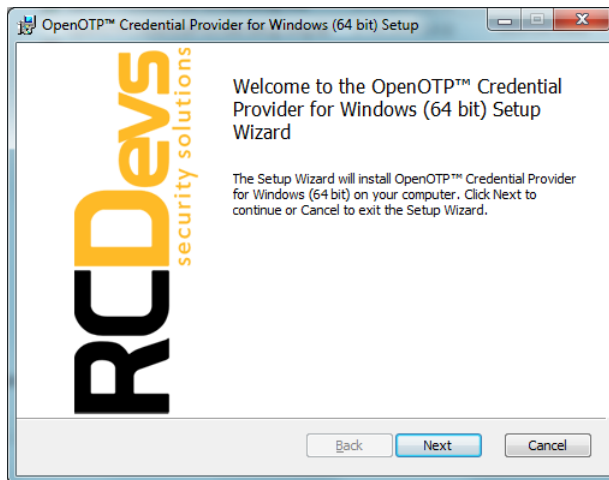 OpenOTP™ Credential Provider for Windows (64 bit) Setup
RCDevs
security solutions
Welcome to the OpenOTP™ Credential
Provider for Windows (64 bit) Setup
Wizard
The Setup Wizard will install OpenOTP™ Credential Provider
for Windows (64 bit) on your computer. Click Next to
continue or Cancel to exit the Setup Wizard.
Back
Next
Cancel